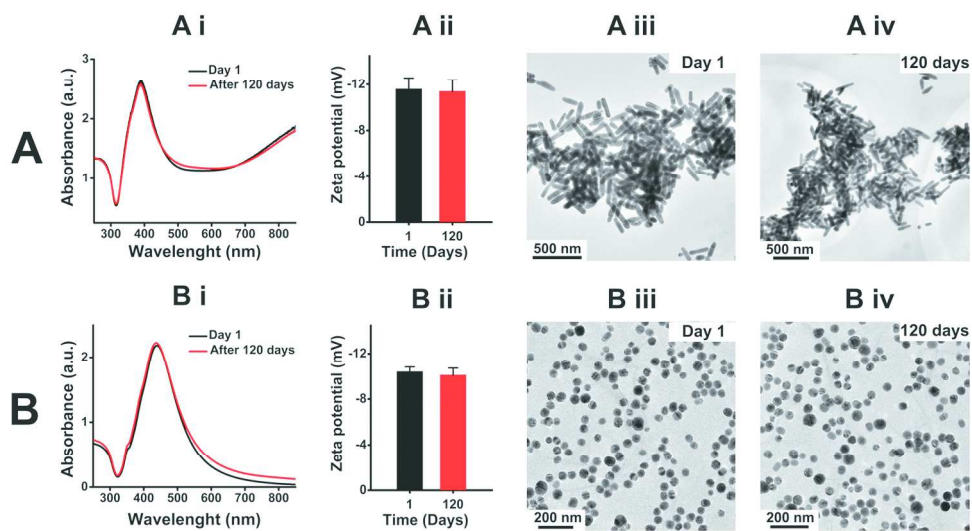 A i
A ii
A iii
A iv
A
Absorbance (a.u.)
3
2
1
Day 1
After 120 days
300 400 500 600 700 800
Wavelenght (nm)
Zeta potential (mV)
-12
-8
-4
0
1 120
Time (Days)
Day 1
500 nm
120 days
500 nm
B i
B ii
B iii
B iv
B
Absorbance (a.u.)
2
1
0
Day 1
After 120 days
300 400 500 600 700 800
Wavelenght (nm)
Zeta potential (mV)
-12
-8
-4
0
1 120
Time (Days)
Day 1
200 nm
120 days
200 nm